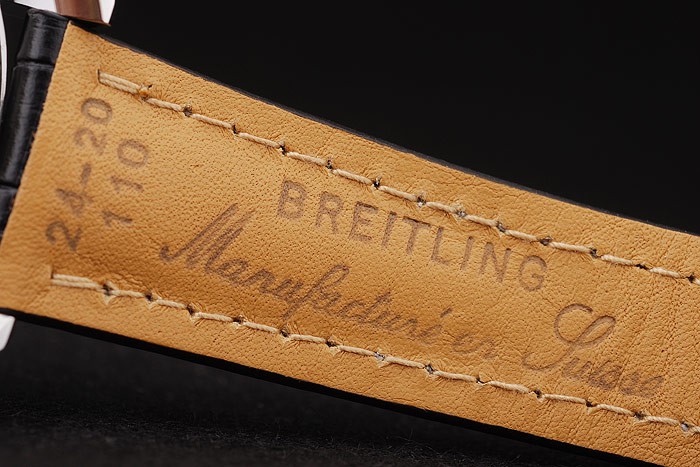 24-20
110
BREITLING
Manufacturé en Suisse